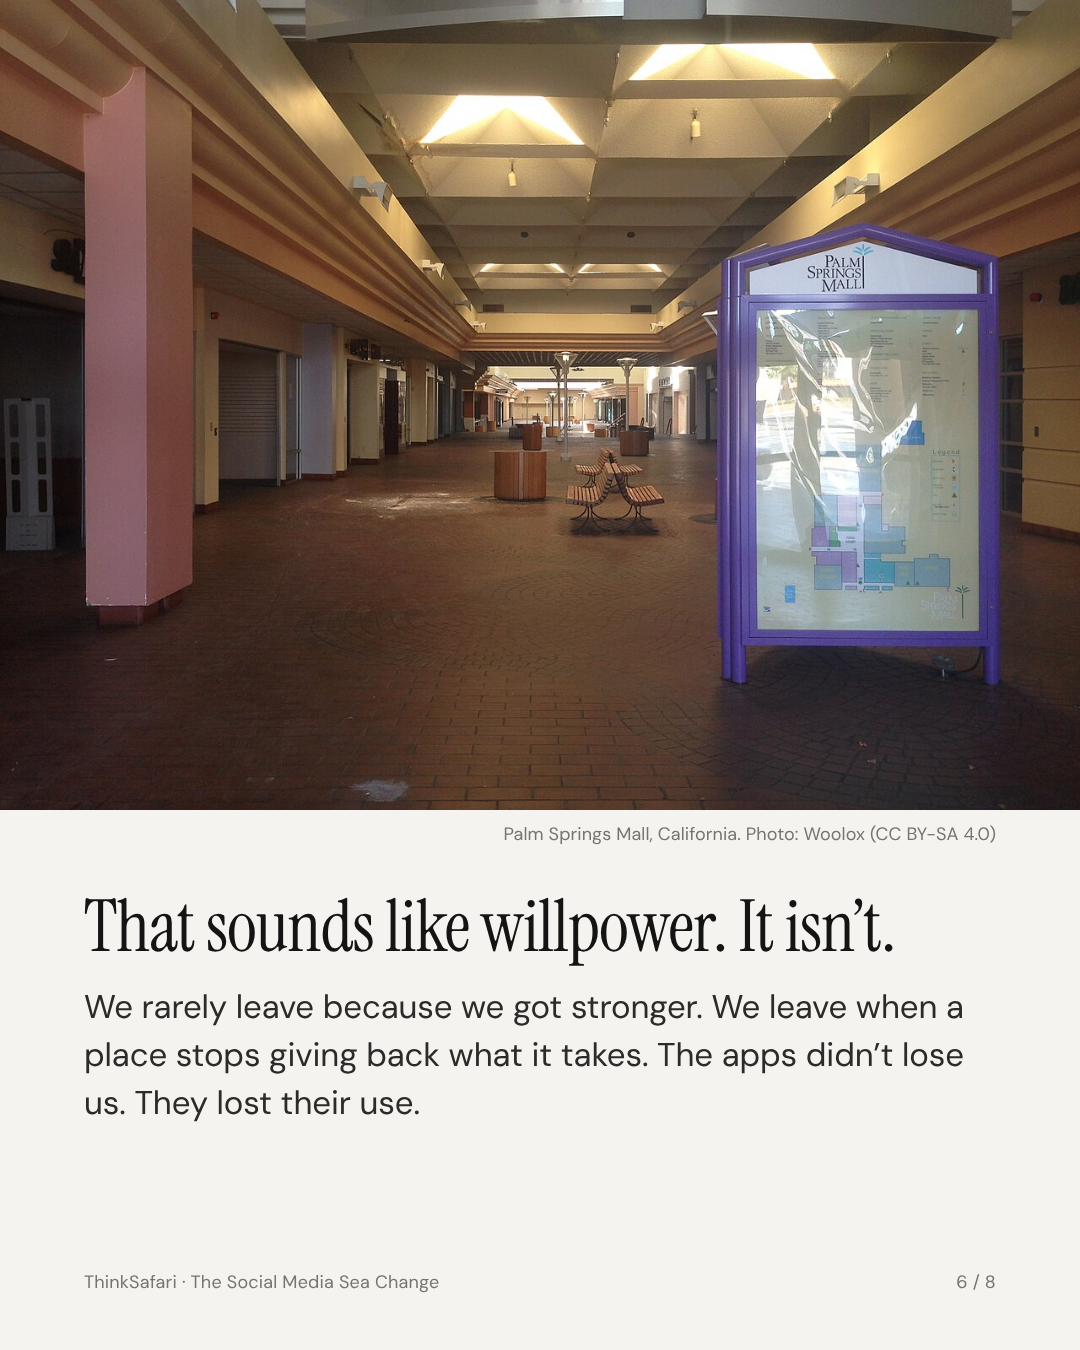 PALM
SPRINGS
MALL
Legend
Palm Springs Mall, California. Photo: Woolox (CC BY-SA 4.0)
That sounds like willpower. It isn’t.
We rarely leave because we got stronger. We leave when a
place stops giving back what it takes. The apps didn’t lose
us. They lost their use.
ThinkSafari · The Social Media Sea Change
6 / 8